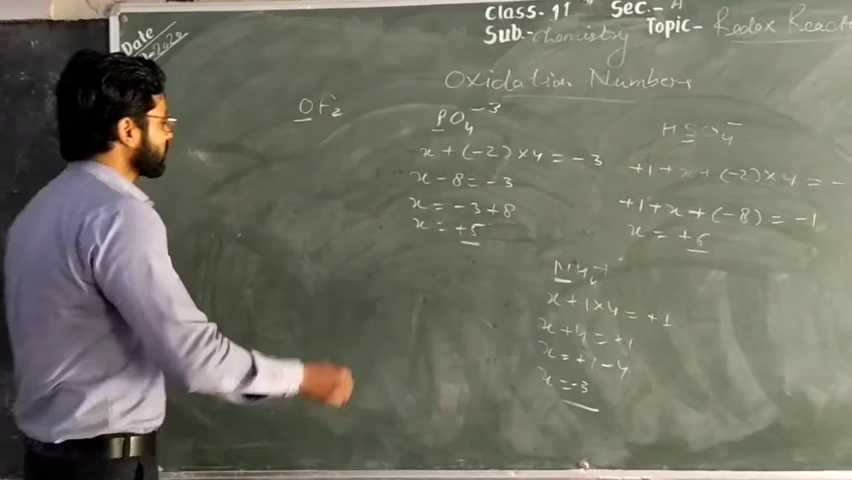 Class-11 Sec.-A
Sub.-Chemistry Topic- Redox
Date
Oxidation Numbers
OF₂
PO₄⁻³
x+(-2)×4=-3
x-8=-3
x=-3+8
x=+5
HSO₄⁻
+1+x+(-2)×4=-
+1+x+(-8)=-1
x=+6
NH₄⁺
x+1×4=+1
x+4=+1
x=+1-4
x=-3